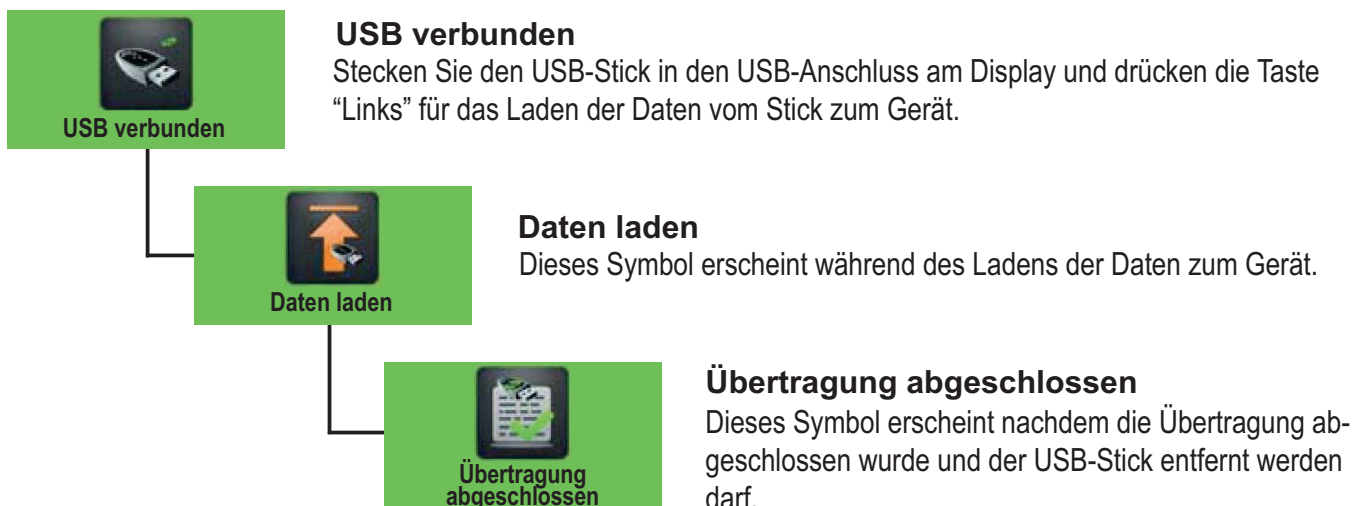 USB verbunden
Stecken Sie den USB-Stick in den USB-Anschluss am Display und drücken die Taste
“Links” für das Laden der Daten vom Stick zum Gerät.
USB verbunden
Daten laden
Dieses Symbol erscheint während des Ladens der Daten zum Gerät.
Daten laden
Übertragung abgeschlossen
Dieses Symbol erscheint nachdem die Übertragung ab-
geschlossen wurde und der USB-Stick entfernt werden
darf.
Übertragung
abgeschlossen